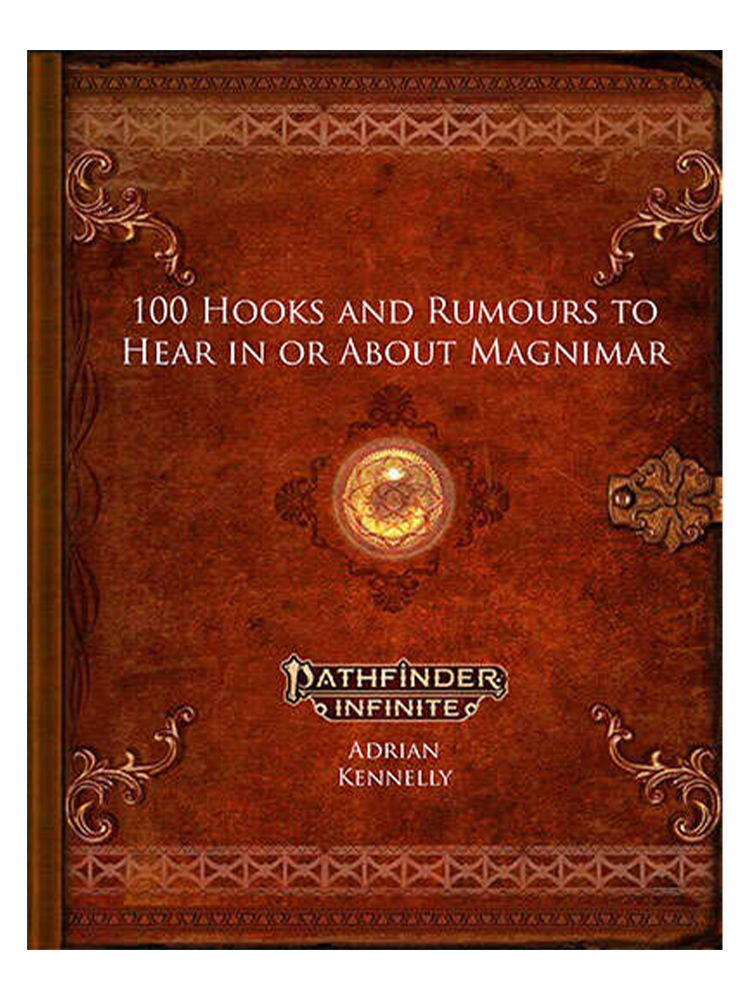 100 Hooks and Rumours to
Hear in or About Magnimar
Pathfinder
Infinite
Adrian
Kennelly